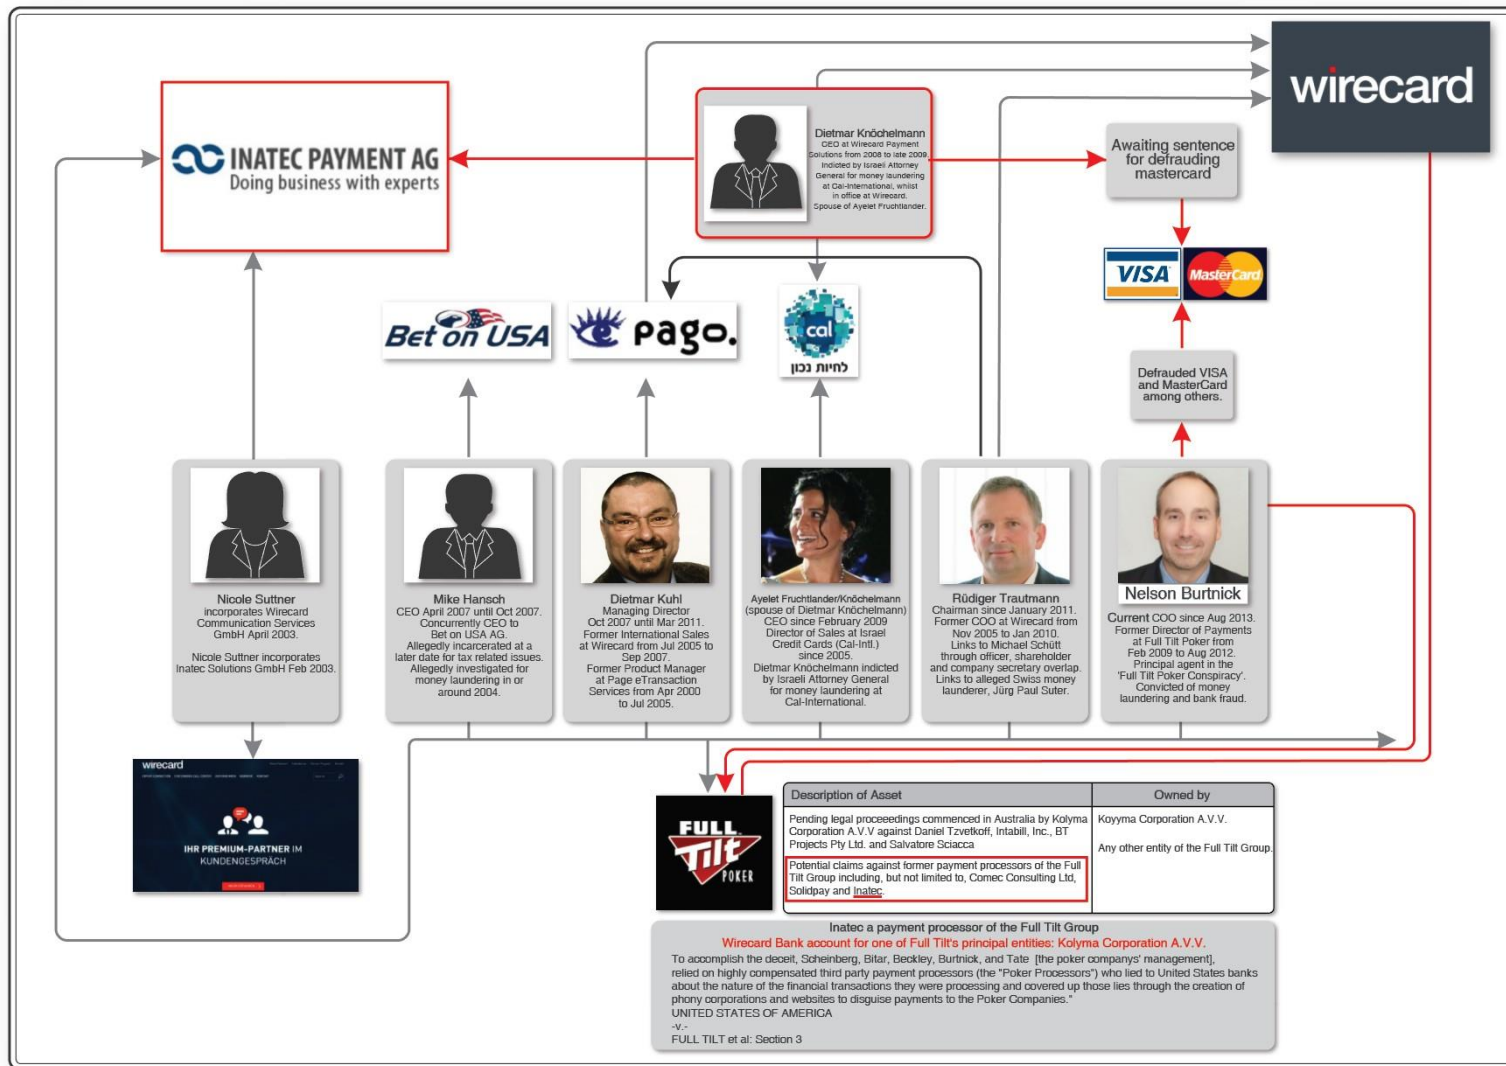 wirecard
INATEC PAYMENT AG
Doing business with experts
Dietmar Knöchelmann
CEO at Wirecard Payment
Solutions from 2008 to late 2009.
Indicted by Israeli Attorney
General for money laundering
at Cal-International, whilst
in office at Wirecard.
Spouse of Ayelet Fruchtlander.
Awaiting sentence
for defrauding
mastercard
VISA
MasterCard
Bet on USA
pago.
cal
לחיות נכון
Defrauded VISA
and MasterCard
among others.
Nicole Suttner
incorporates Wirecard
Communication Services
GmbH April 2003.
Nicole Suttner incorporates
Inatec Solutions GmbH Feb 2003.
Mike Hansch
CEO April 2007 until Oct 2007.
Concurrently CEO to
Bet on USA AG.
Allegedly incarcerated at a
later date for tax related issues.
Allegedly investigated for
money laundering in or
around 2004.
Dietmar Kuhl
Managing Director
Oct 2007 until Mar 2011.
Former International Sales
at Wirecard from Jul 2005 to
Sep 2007.
Former Product Manager
at Page eTransaction
Services from Apr 2000
to Jul 2005.
Ayelet Fruchtlander/Knöchelmann
(spouse of Dietmar Knöchelmann)
CEO since February 2009
Director of Sales at Israel
Credit Cards (Cal-Intl.)
since 2005.
Dietmar Knöchelmann indicted
by Israeli Attorney General
for money laundering at
Cal-International.
Rüdiger Trautmann
Chairman since January 2011.
Former COO at Wirecard from
Nov 2005 to Jan 2010.
Links to Michael Schütt
through officer, shareholder
and company secretary overlap.
Links to alleged Swiss money
launderer, Jürg Paul Suter.
Nelson Burtnick
Current COO since Aug 2013.
Former Director of Payments
at Full Tilt Poker from
Feb 2009 to Aug 2012.
Principal agent in the
'Full Tilt Poker Conspiracy'.
Convicted of money
laundering and bank fraud.
wirecard
IHR PREMIUM-PARTNER IM
KUNDENGESPRÄCH
FULL
TILT
POKER
Description of Asset
Owned by
Pending legal proceeedings commenced in Australia by Kolyma
Corporation A.V.V against Daniel Tzvetkoff, Intabill, Inc., BT
Projects Pty Ltd. and Salvatore Sciacca
Koyyma Corporation A.V.V.
Any other entity of the Full Tilt Group.
Potential claims against former payment processors of the Full
Tilt Group including, but not limited to, Comec Consulting Ltd,
Solidpay and Inatec.
Inatec a payment processor of the Full Tilt Group
Wirecard Bank account for one of Full Tilt's principal entities: Kolyma Corporation A.V.V.
To accomplish the deceit, Scheinberg, Bitar, Beckley, Burtnick, and Tate [the poker companys' management],
relied on highly compensated third party payment processors (the "Poker Processors") who lied to United States banks
about the nature of the financial transactions they were processing and covered up those lies through the creation of
phony corporations and websites to disguise payments to the Poker Companies."
UNITED STATES OF AMERICA
-v.-
FULL TILT et al: Section 3